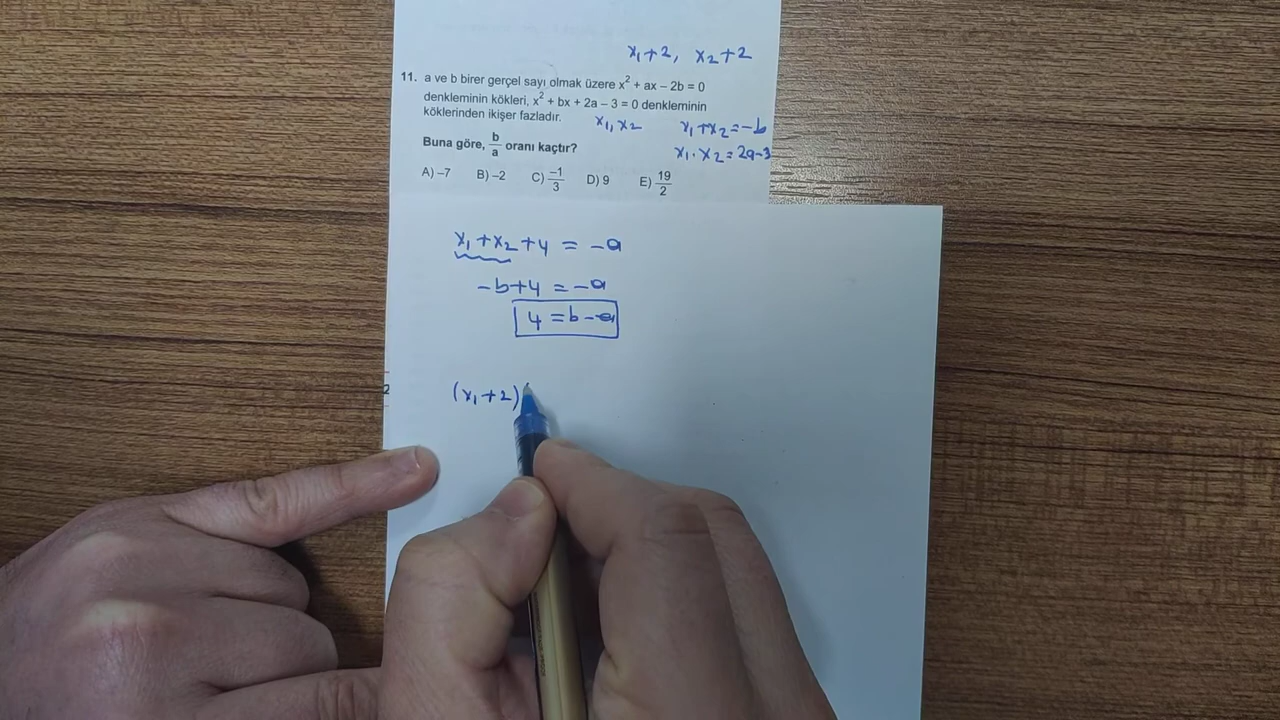 x₁+2, x₂+2
11. a ve b birer gerçel sayı olmak üzere x² + ax – 2b = 0
denkleminin kökleri, x² + bx + 2a – 3 = 0 denkleminin
köklerinden ikişer fazladır.
x₁, x₂
x₁+x₂=-b
x₁.x₂=2a-3
Buna göre, b/a oranı kaçtır?
A) –7 B) –2 C) –1/3 D) 9 E) 19/2
x₁+x₂+4 = -a
-b+4 = -a
4 = b-a
2
(x₁+2)(